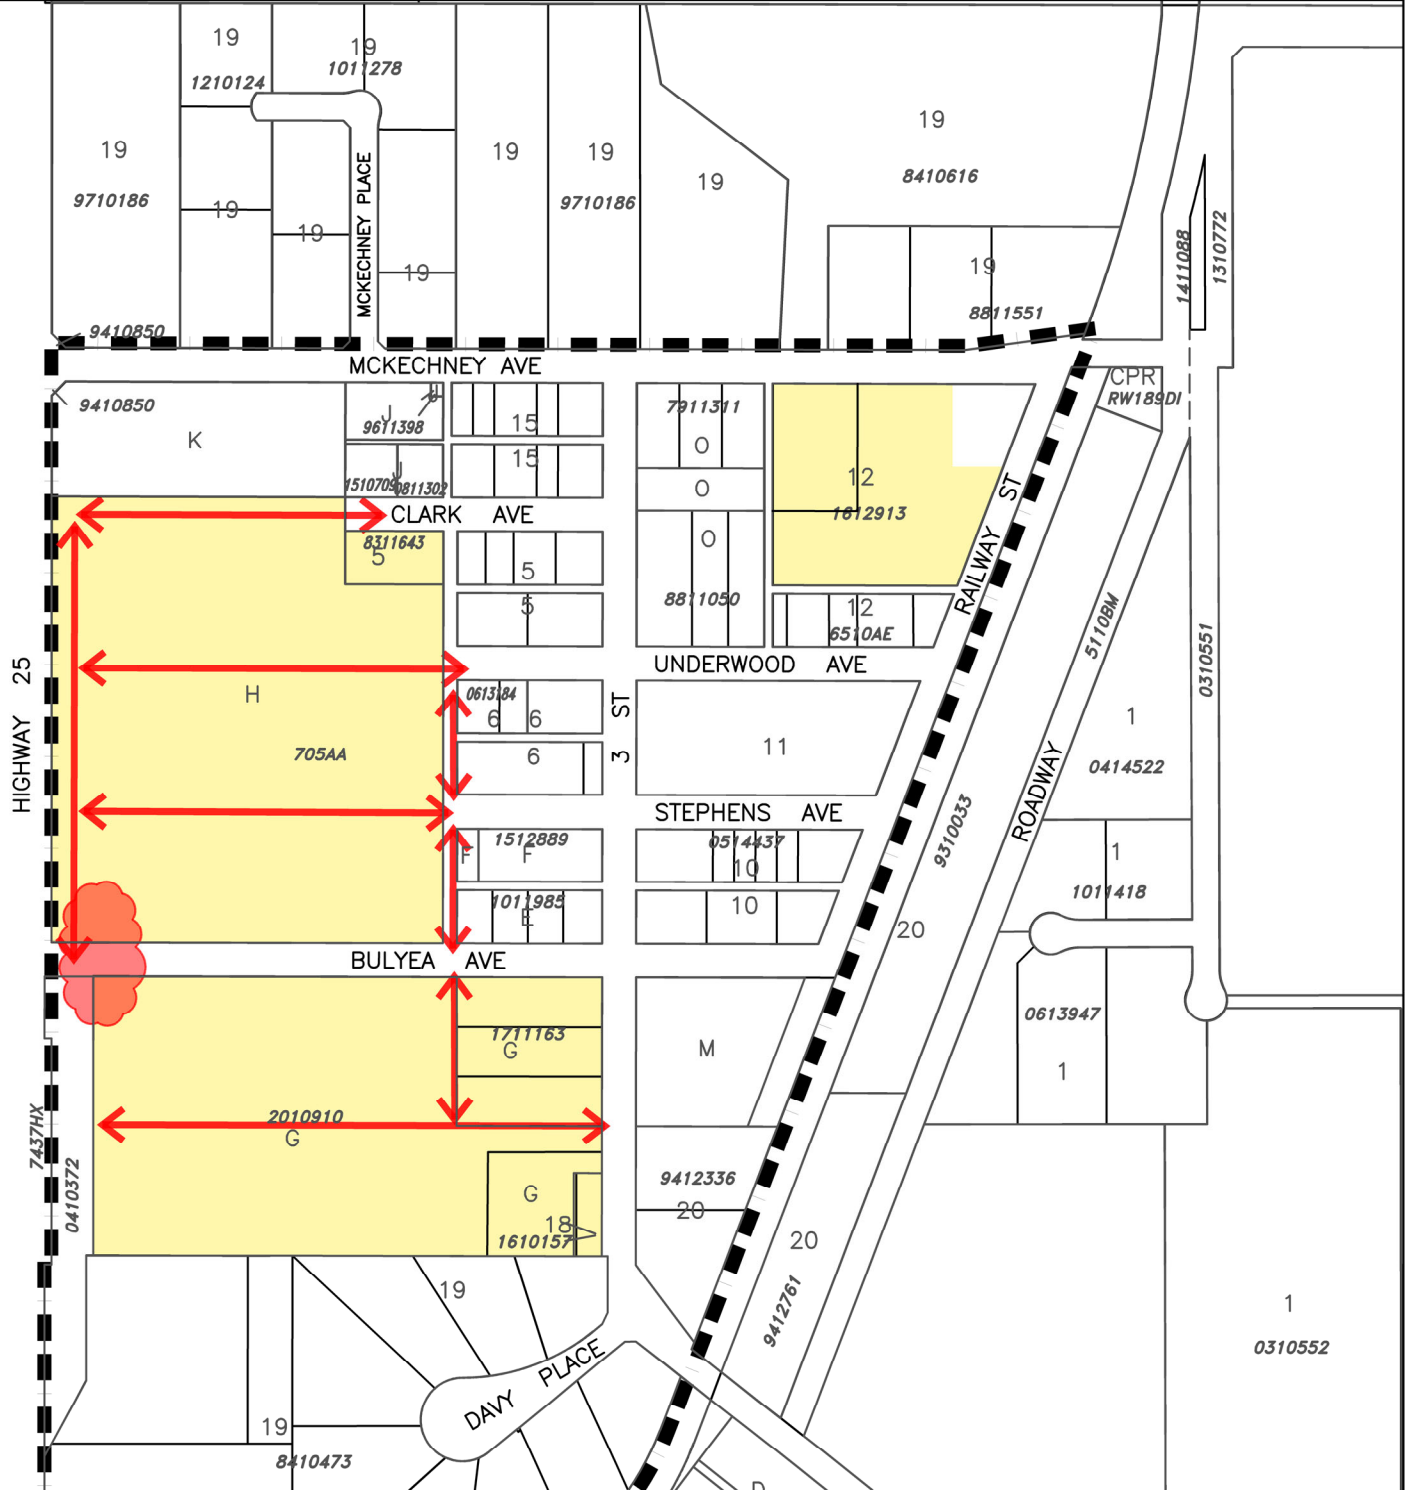 19
19
1210124
1011278
19
9710186
19
19
9710186
19
19
8410616
19
19
19
MCKECHNEY PLACE
19
8811551
1411088
1310772
9410850
MCKECHNEY AVE
CPR
RW189DI
9410850
K
J
9611398
15
15
7911311
O
O
J
1510709
0811302
12
1612913
CLARK AVE
8311643
5
5
5
O
8811050
12
6510AE
RAILWAY ST
5110BM
0310551
UNDERWOOD AVE
HIGHWAY 25
H
705AA
0613184
6
6
6
3 ST
11
1
0414522
STEPHENS AVE
ROADWAY
9310033
1512889
F
F
0514437
10
1
1011418
1011985
E
10
20
BULYEA AVE
1711163
G
M
0613947
1
7437HX
0410372
2010910
G
G
18
1610157
9412336
20
20
9412761
19
1
0310552
DAVY PLACE
19
8410473
D